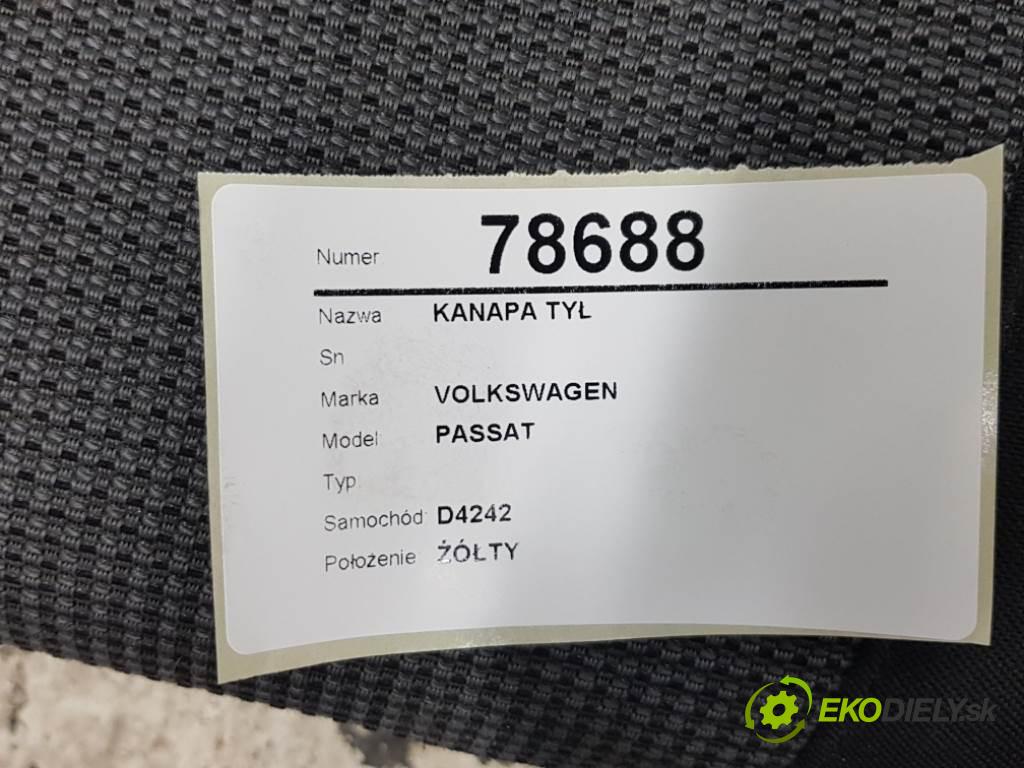 Numer 78688
Nazwa KANAPA TYŁ
Sn
Marka VOLKSWAGEN
Model PASSAT
Typ
Samochód D4242
Położenie ŻÓŁTY
EKODIELY.sk